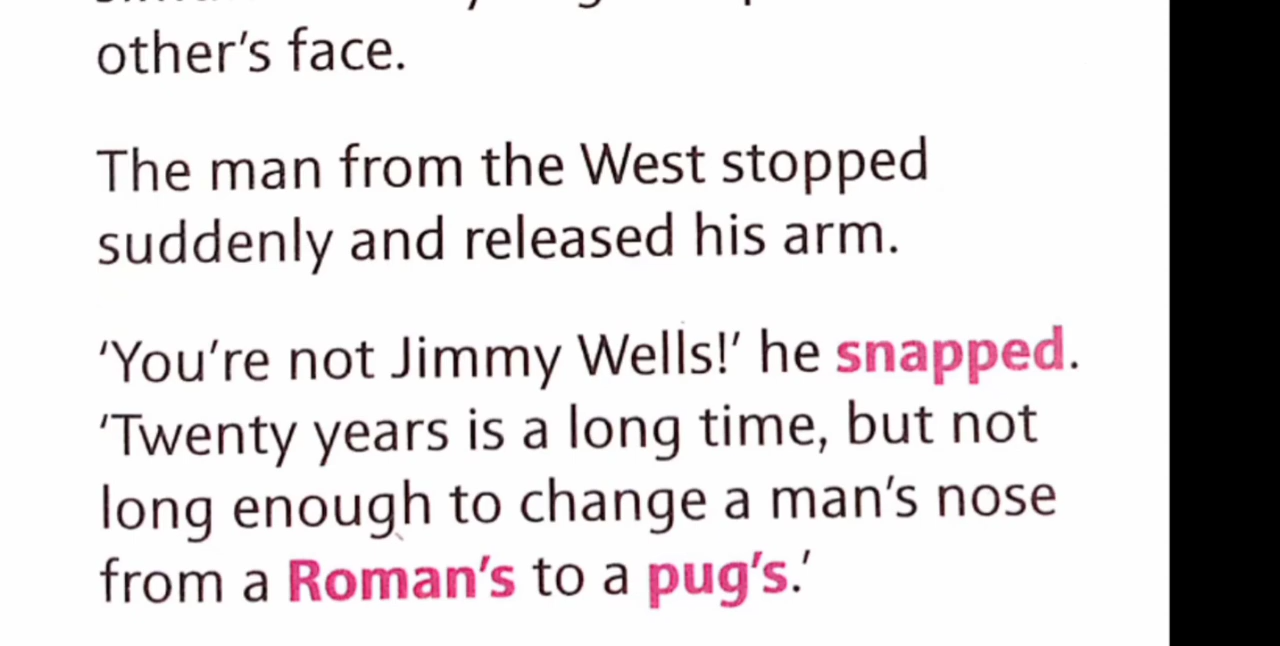 other's face.
The man from the West stopped
suddenly and released his arm.
‘You're not Jimmy Wells!’ he snapped.
‘Twenty years is a long time, but not
long enough to change a man's nose
from a Roman's to a pug's.’